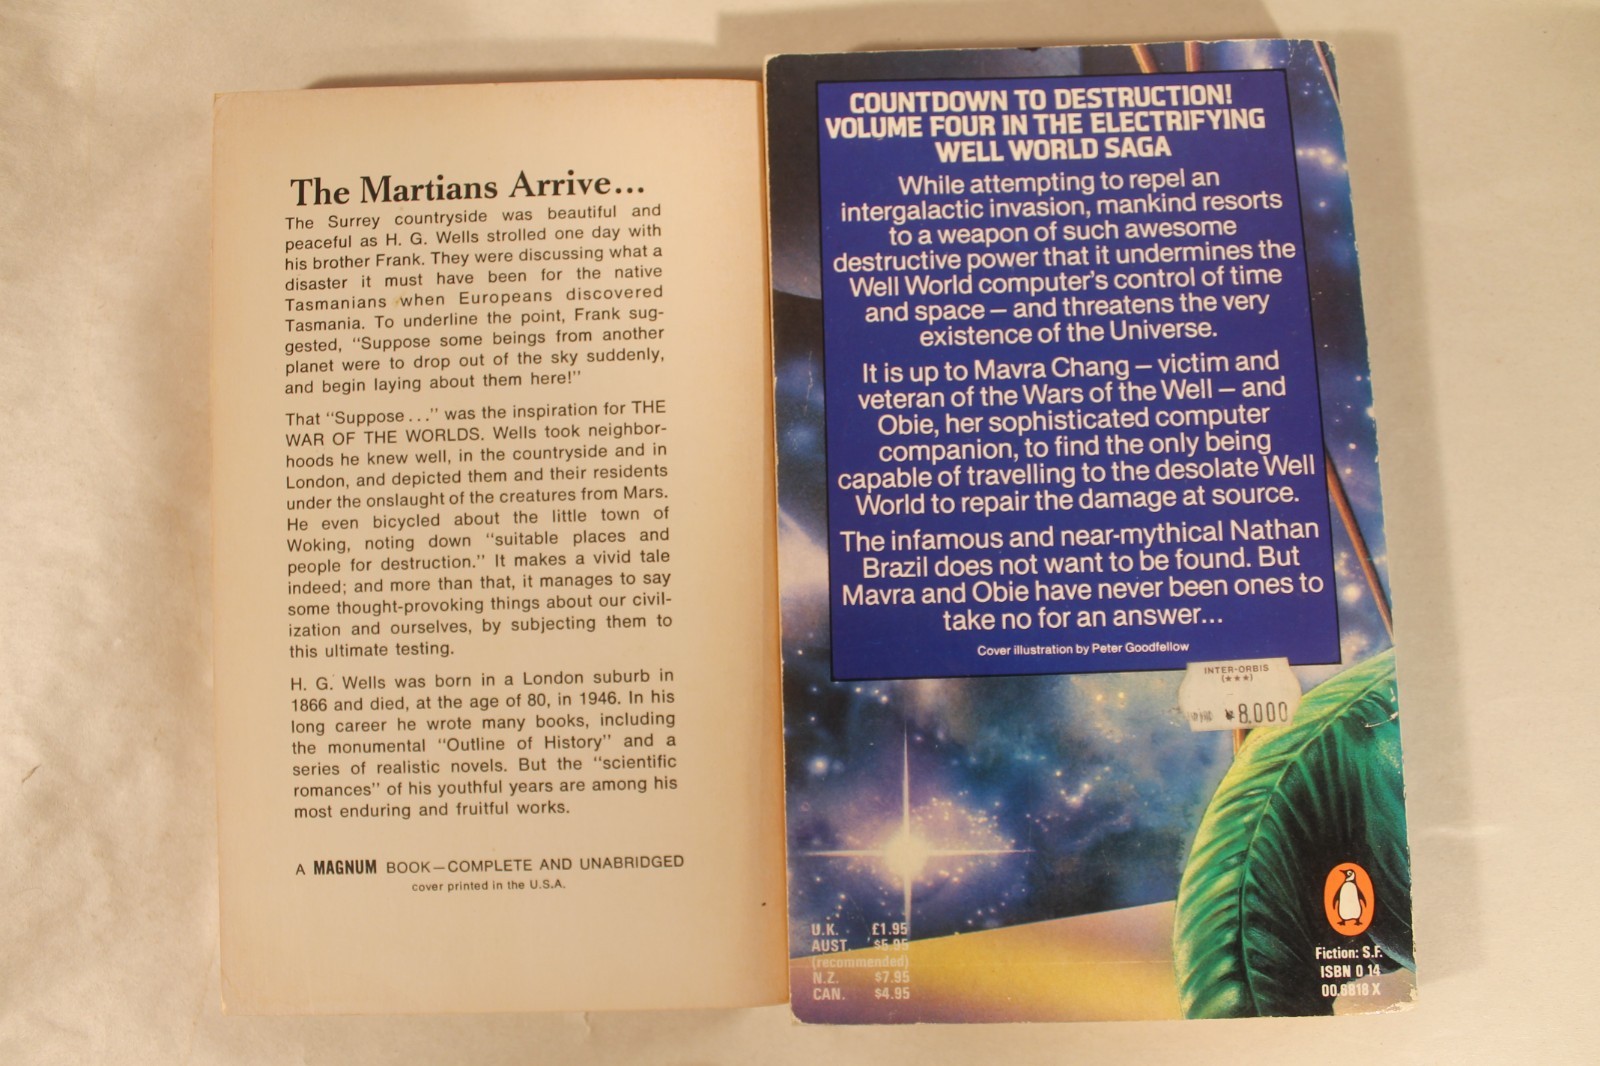 The Martians Arrive...
The Surrey countryside was beautiful and
peaceful as H. G. Wells strolled one day with
his brother Frank. They were discussing what a
disaster it must have been for the native
Tasmanians when Europeans discovered
Tasmania. To underline the point, Frank sug-
gested, "Suppose some beings from another
planet were to drop out of the sky suddenly,
and begin laying about them here!"
That "Suppose..." was the inspiration for THE
WAR OF THE WORLDS. Wells took neighbor-
hoods he knew well, in the countryside and in
London, and depicted them and their residents
under the onslaught of the creatures from Mars.
He even bicycled about the little town of
Woking, noting down "suitable places and
people for destruction." It makes a vivid tale
indeed; and more than that, it manages to say
some thought-provoking things about our civil-
ization and ourselves, by subjecting them to
this ultimate testing.
H. G. Wells was born in a London suburb in
1866 and died, at the age of 80, in 1946. In his
long career he wrote many books, including
the monumental "Outline of History" and a
series of realistic novels. But the "scientific
romances" of his youthful years are among his
most enduring and fruitful works.
A MAGNUM BOOK—COMPLETE AND UNABRIDGED
cover printed in the U.S.A.
COUNTDOWN TO DESTRUCTION!
VOLUME FOUR IN THE ELECTRIFYING
WELL WORLD SAGA
While attempting to repel an
intergalactic invasion, mankind resorts
to a weapon of such awesome
destructive power that it undermines the
Well World computer's control of time
and space – and threatens the very
existence of the Universe.
It is up to Mavra Chang – victim and
veteran of the Wars of the Well – and
Obie, her sophisticated computer
companion, to find the only being
capable of travelling to the desolate Well
World to repair the damage at source.
The infamous and near-mythical Nathan
Brazil does not want to be found. But
Mavra and Obie have never been ones to
take no for an answer...
Cover illustration by Peter Goodfellow
INTER-ORBIS
(★★★)
8.000
U.K. £1.95
AUST. $5.95
(recommended)
N.Z. $7.95
CAN. $4.95
Fiction: S.F.
ISBN 0 14
00.6818 X